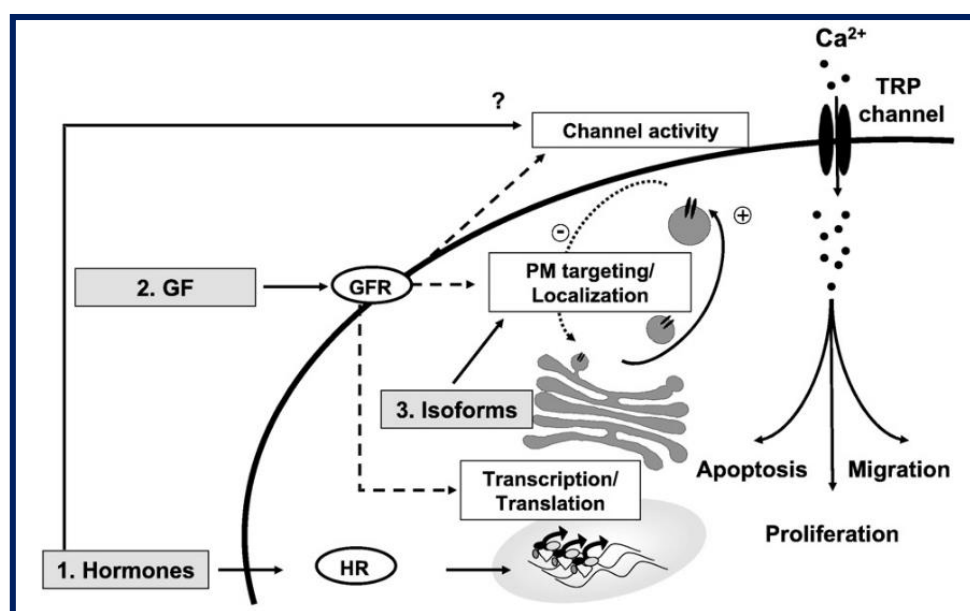 Ca²⁺
TRP
channel
?
Channel activity
⊖
⊕
2. GF
GFR
PM targeting/
Localization
3. Isoforms
Apoptosis
Migration
Transcription/
Translation
Proliferation
1. Hormones
HR